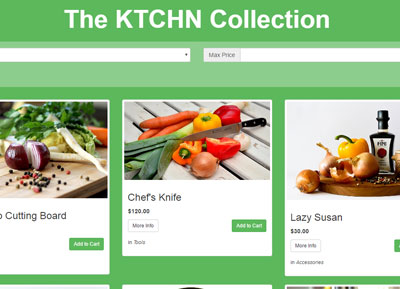 The KTCHN Collection
Max Price
o Cutting Board
Add to Cart
Chef's Knife
$120.00
More Info
Add to Cart
in Tools
Lazy Susan
$30.00
More Info
in Accessories